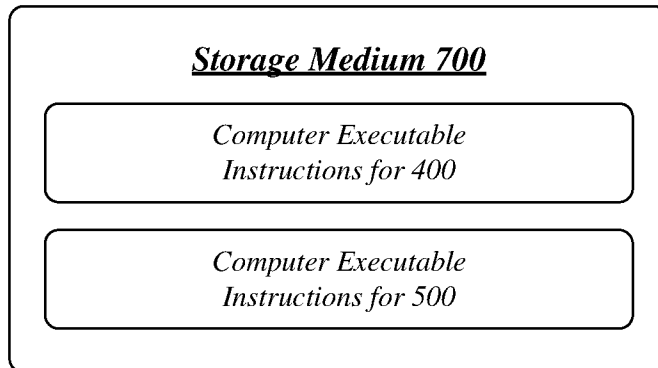 Storage Medium 700
Computer Executable
Instructions for 400
Computer Executable
Instructions for 500